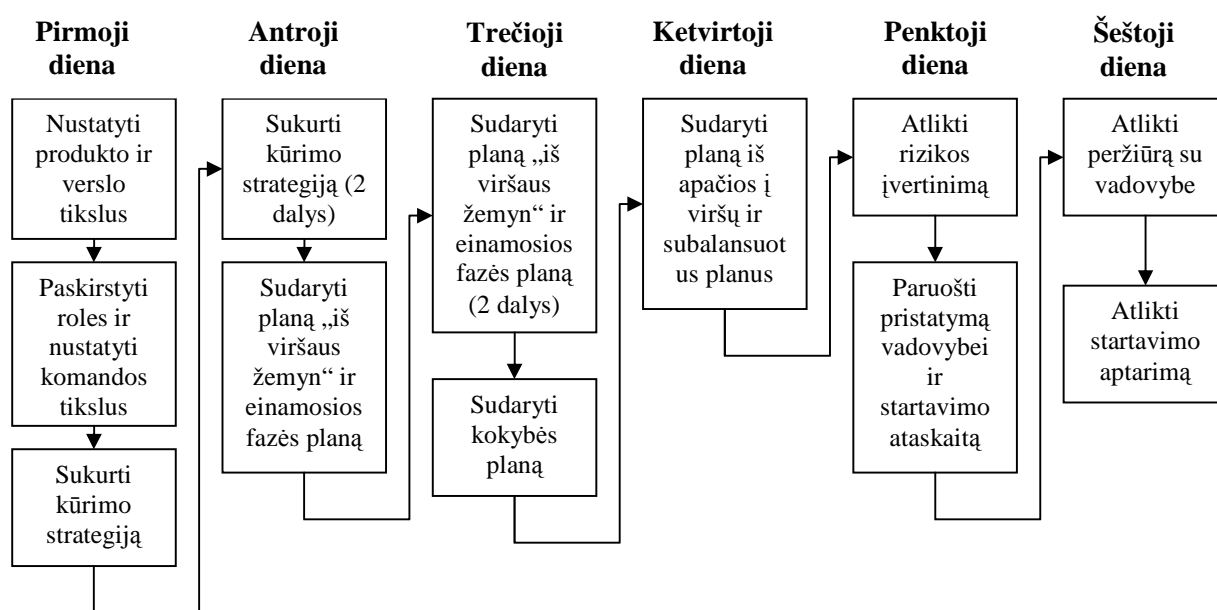 Pirmoji
diena
Nustatyti
produkto ir
verslo
tikslus
Paskirstyti
roles ir
nustatyti
komandos
tikslus
Sukurti
kūrimo
strategiją
Antroji
diena
Sukurti
kūrimo
strategiją (2
dalys)
Sudaryti
planą „iš
viršaus
žemyn“ ir
einamosios
fazės planą
Trečioji
diena
Sudaryti
planą „iš
viršaus
žemyn“ ir
einamosios
fazės planą
(2 dalys)
Sudaryti
kokybės
planą
Ketvirtoji
diena
Sudaryti
planą iš
apačios į
viršų ir
subalansuot
us planus
Penktoji
diena
Atlikti
rizikos
įvertinimą
Paruošti
pristatymą
vadovybei
ir
startavimo
ataskaitą
Šeštoji
diena
Atlikti
peržiūrą su
vadovybe
Atlikti
startavimo
aptarimą